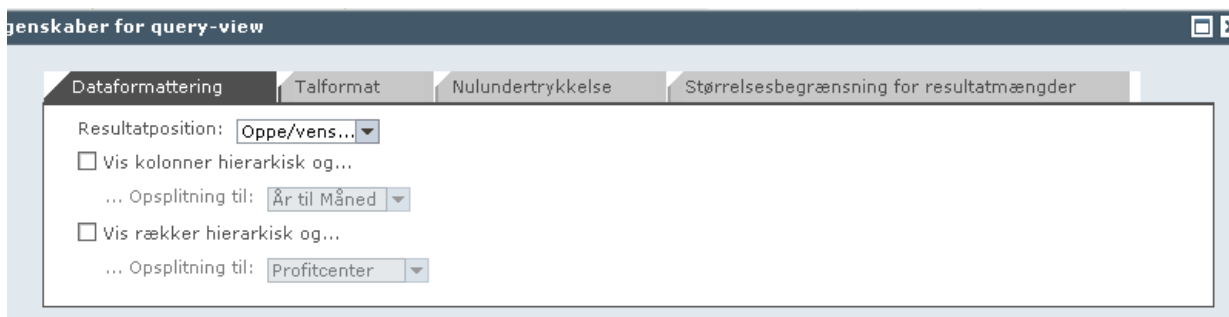 genskaber for query-view
Dataformattering Talformat Nulundertrykkelse Størrelsesbegrænsning for resultatmængder
Resultatposition: Oppe/vens...
Vis kolonner hierarkisk og...
... Opsplitning til: År til Måned
Vis rækker hierarkisk og...
... Opsplitning til: Profitcenter